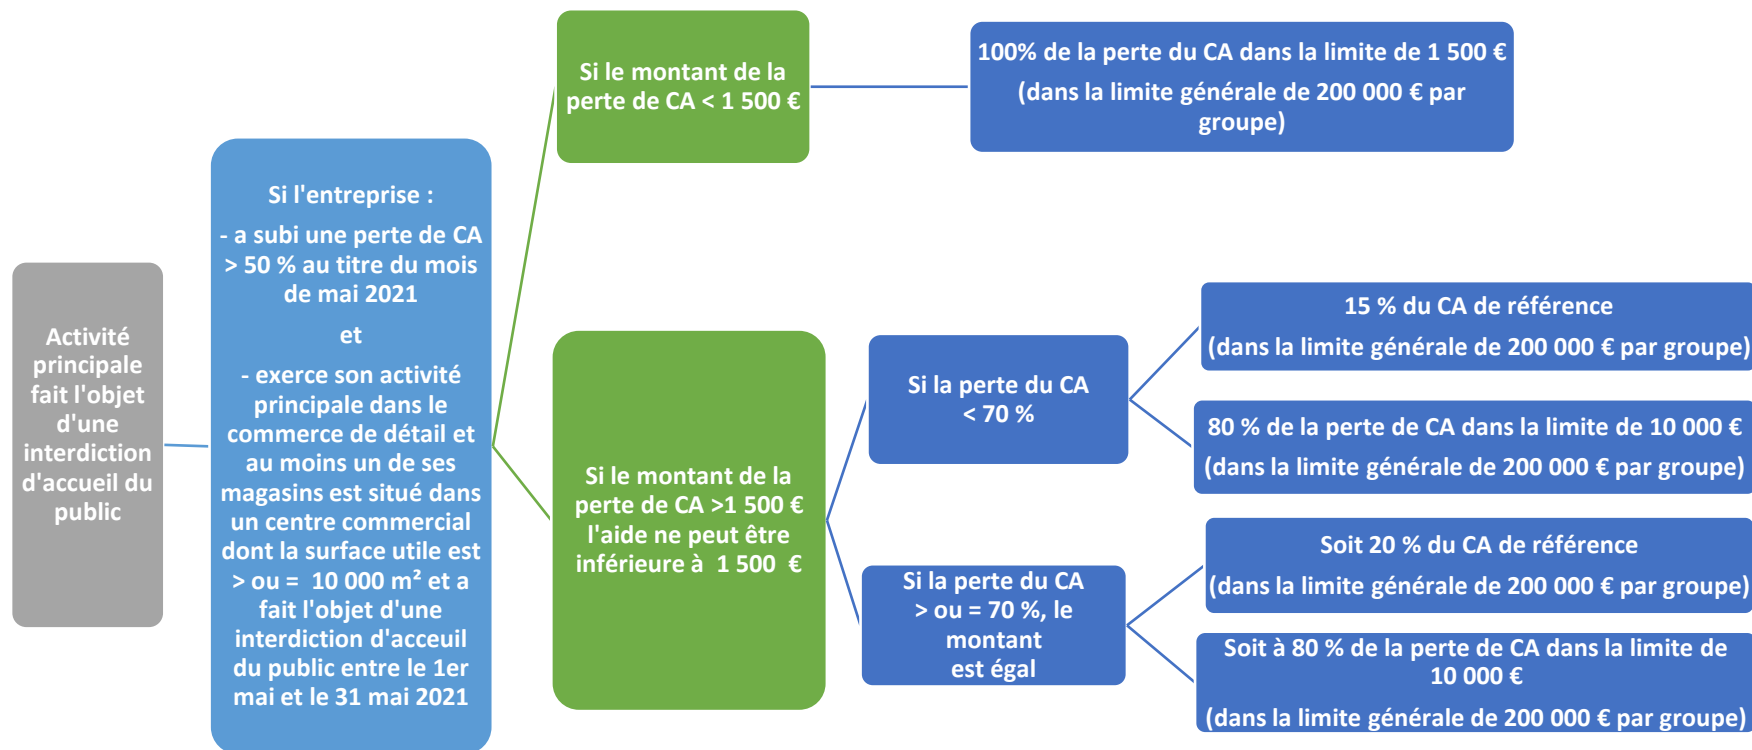 Activité
principale
fait l'objet
d'une
interdiction
d'accueil du
public
Si l'entreprise :
- a subi une perte de CA
> 50 % au titre du mois
de mai 2021
et
- exerce son activité
principale dans le
commerce de détail et
au moins un de ses
magasins est situé dans
un centre commercial
dont la surface utile est
> ou = 10 000 m² et a
fait l'objet d'une
interdiction d'acceuil
du public entre le 1er
mai et le 31 mai 2021
Si le montant de la
perte de CA < 1 500 €
100% de la perte du CA dans la limite de 1 500 €
(dans la limite générale de 200 000 € par
groupe)
Si le montant de la
perte de CA >1 500 €
l'aide ne peut être
inférieure à 1 500 €
Si la perte du CA
< 70 %
15 % du CA de référence
(dans la limite générale de 200 000 € par groupe)
80 % de la perte de CA dans la limite de 10 000 €
(dans la limite générale de 200 000 € par groupe)
Si la perte du CA
> ou = 70 %, le
montant
est égal
Soit 20 % du CA de référence
(dans la limite générale de 200 000 € par groupe)
Soit à 80 % de la perte de CA dans la limite de
10 000 €
(dans la limite générale de 200 000 € par groupe)